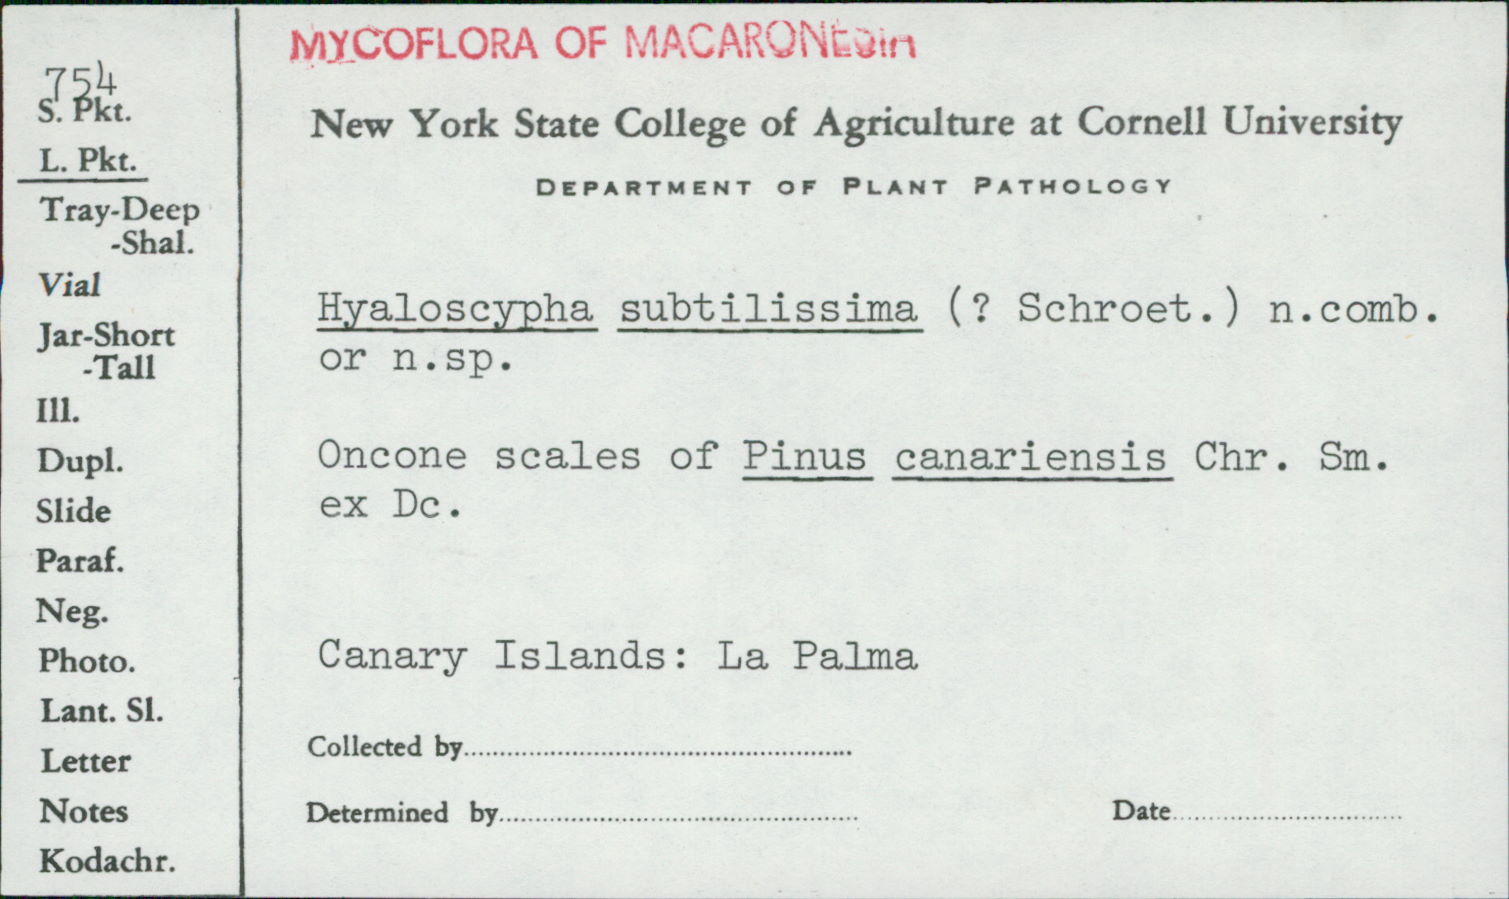 MYCOFLORA OF MACARONESIA
754
S. Pkt.
L. Pkt.
Tray-Deep
-Shal.
Vial
Jar-Short
-Tall
Ill.
Dupl.
Slide
Paraf.
Neg.
Photo.
Lant. Sl.
Letter
Notes
Kodachr.
New York State College of Agriculture at Cornell University
DEPARTMENT OF PLANT PATHOLOGY
Hyaloscypha subtilissima (? Schroet.) n.comb.
or n.sp.
Oncone scales of Pinus canariensis Chr. Sm.
ex Dc.
Canary Islands: La Palma
Collected by
Determined by
Date